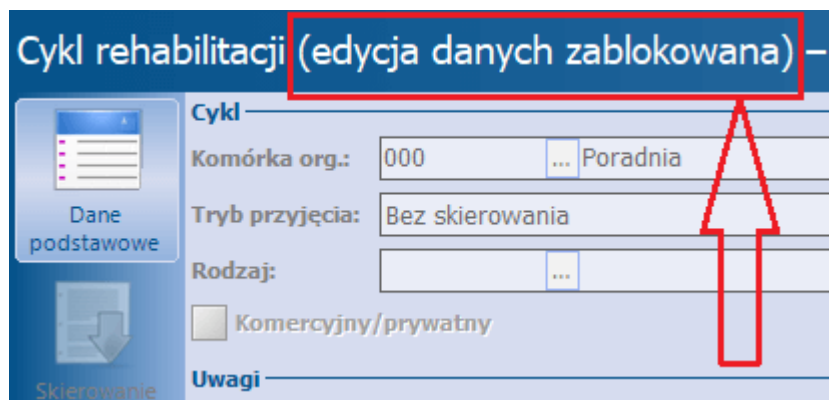 Cykl rehabilitacji (edycja danych zablokowana) –
Cykl
Komórka org.: 000 ... Poradnia
Dane podstawowe
Tryb przyjęcia: Bez skierowania
Rodzaj: ...
Komercyjny/prywatny
Skierowanie
Uwagi